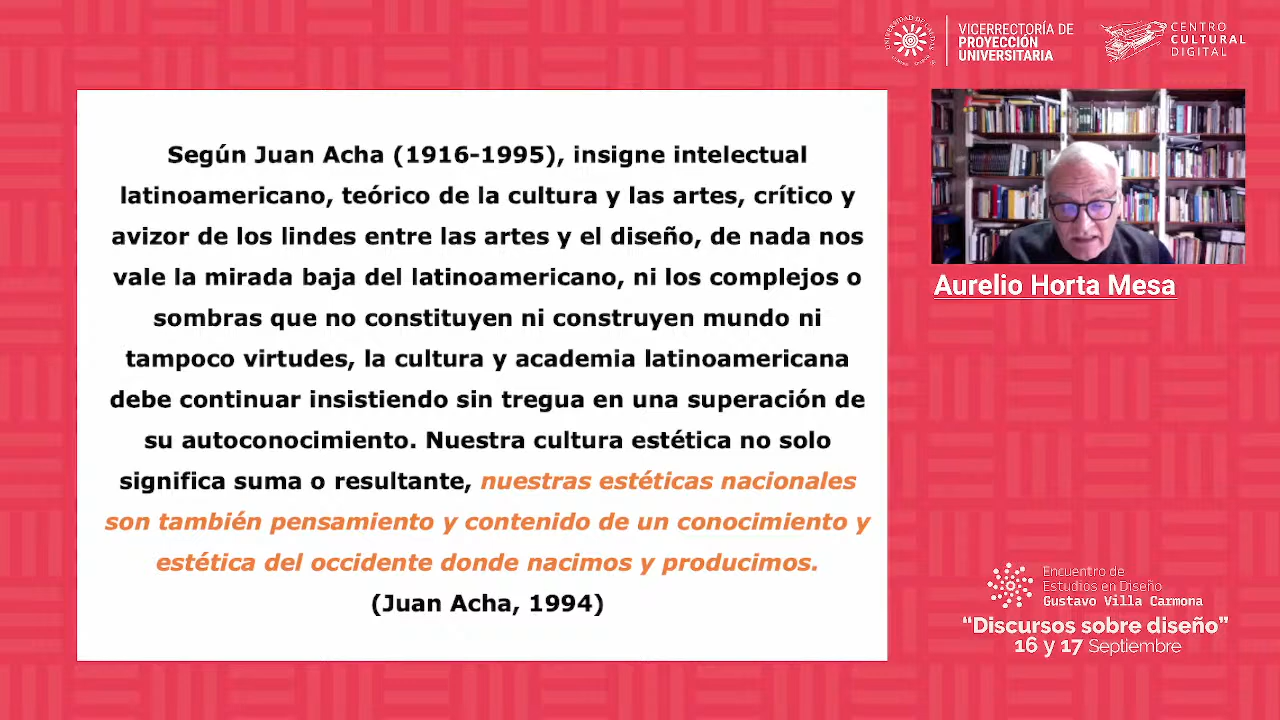 VICERRECTORÍA DE
PROYECCIÓN
UNIVERSITARIA
CENTRO
CULTURAL
DIGITAL
Según Juan Acha (1916-1995), insigne intelectual
latinoamericano, teórico de la cultura y las artes, crítico y
avizor de los lindes entre las artes y el diseño, de nada nos
vale la mirada baja del latinoamericano, ni los complejos o
sombras que no constituyen ni construyen mundo ni
tampoco virtudes, la cultura y academia latinoamericana
debe continuar insistiendo sin tregua en una superación de
su autoconocimiento. Nuestra cultura estética no solo
significa suma o resultante, nuestras estéticas nacionales
son también pensamiento y contenido de un conocimiento y
estética del occidente donde nacimos y producimos.
(Juan Acha, 1994)
Aurelio Horta Mesa
Encuentro de
Estudios en Diseño
Gustavo Villa Carmona
“Discursos sobre diseño”
16 y 17 Septiembre